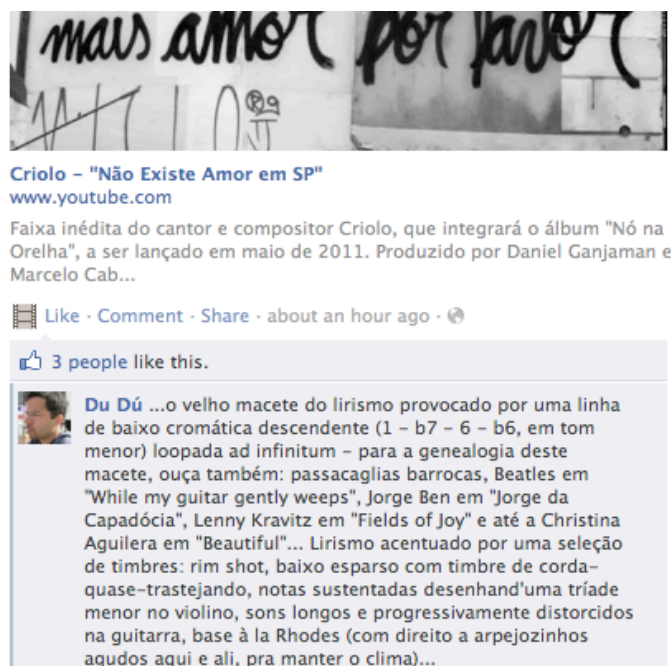 mais amor por favor
Criolo - "Não Existe Amor em SP"
www.youtube.com
Faixa inédita do cantor e compositor Criolo, que integrará o álbum "Nó na
Orelha", a ser lançado em maio de 2011. Produzido por Daniel Ganjaman e
Marcelo Cab...
Like · Comment · Share · about an hour ago ·
3 people like this.
Du Dú ...o velho macete do lirismo provocado por uma linha
de baixo cromática descendente (1 - b7 - 6 - b6, em tom
menor) loopada ad infinitum - para a genealogia deste
macete, ouça também: passacaglias barrocas, Beatles em
"While my guitar gently weeps", Jorge Ben em "Jorge da
Capadócia", Lenny Kravitz em "Fields of Joy" e até a Christina
Aguilera em "Beautiful"... Lirismo acentuado por uma seleção
de timbres: rim shot, baixo esparso com timbre de corda-
quase-trastejando, notas sustentadas desenhand'uma tríade
menor no violino, sons longos e progressivamente distorcidos
na guitarra, base à la Rhodes (com direito a arpejozinhos
agudos aqui e ali, pra manter o clima)...